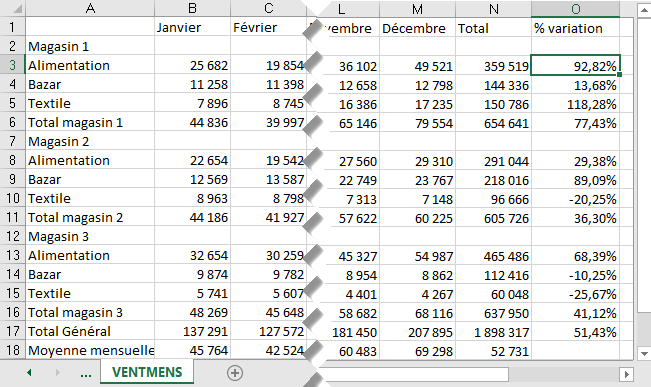 A B C L M N O
1 Janvier Février vembre Décembre Total % variation
2 Magasin 1
3 Alimentation 25 682 19 854 36 102 49 521 359 519 92,82%
4 Bazar 11 258 11 398 12 658 12 798 144 336 13,68%
5 Textile 7 896 8 745 16 386 17 235 150 786 118,28%
6 Total magasin 1 44 836 39 997 65 146 79 554 654 641 77,43%
7 Magasin 2
8 Alimentation 22 654 19 542 27 560 29 310 291 044 29,38%
9 Bazar 12 569 13 587 22 749 23 767 218 016 89,09%
10 Textile 8 963 8 798 7 313 7 148 96 666 -20,25%
11 Total magasin 2 44 186 41 927 57 622 60 225 605 726 36,30%
12 Magasin 3
13 Alimentation 32 654 30 259 45 327 54 987 465 486 68,39%
14 Bazar 9 874 9 782 8 954 8 862 112 416 -10,25%
15 Textile 5 741 5 607 4 401 4 267 60 048 -25,67%
16 Total magasin 3 48 269 45 648 58 682 68 116 637 950 41,12%
17 Total Général 137 291 127 572 181 450 207 895 1 898 317 51,43%
18 Moyenne mensuelle 45 764 42 524 60 483 69 298 52 731
... VENTMENS